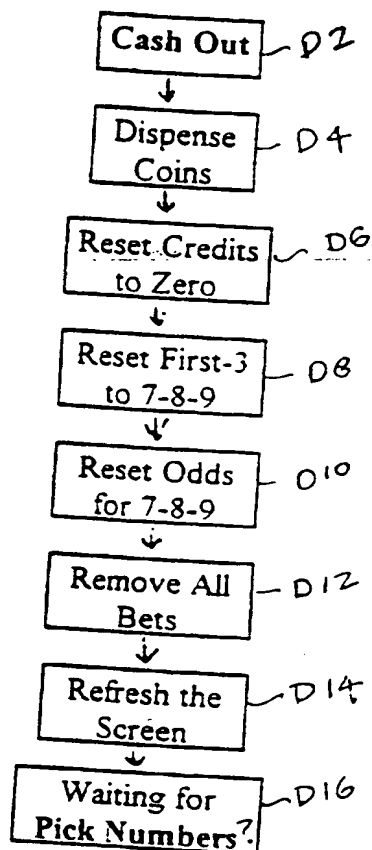 Cash Out D2
Dispense D4
Coins
Reset Credits D6
to Zero
Reset First-3 D8
to 7-8-9
Reset Odds D10
for 7-8-9
Remove All D12
Bets
Refresh the D14
Screen
Waiting for D16
Pick Numbers?